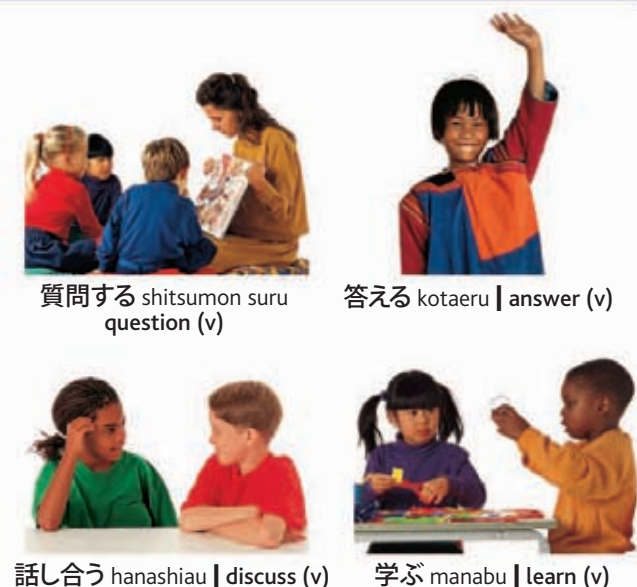 質問する shitsumon suru
question (v)
答える kotaeru | answer (v)
話し合う hanashiau | discuss (v)
学ぶ manabu | learn (v)